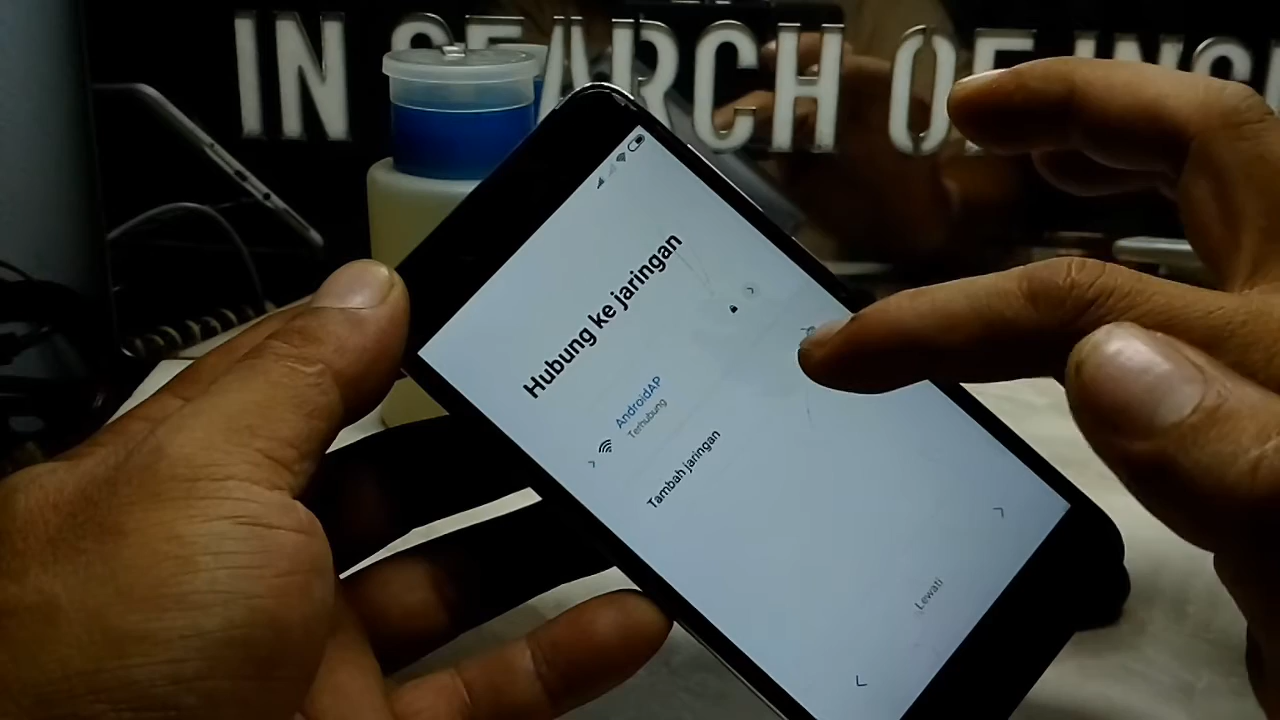 IN SEARCH OF INS
Hubung ke jaringan
AndroidAP
Terhubung
Tambah jaringan
Lewati